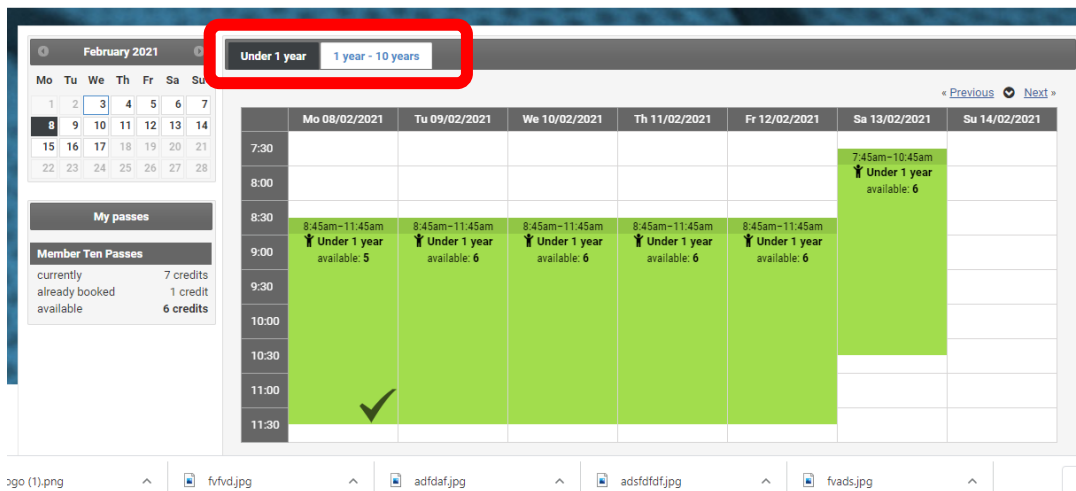 February 2021
Mo Tu We Th Fr Sa Su
1 2 3 4 5 6 7
8 9 10 11 12 13 14
15 16 17 18 19 20 21
22 23 24 25 26 27 28
My passes
Member Ten Passes
currently 7 credits
already booked 1 credit
available 6 credits
Under 1 year 1 year - 10 years
« Previous Next »
Mo 08/02/2021 Tu 09/02/2021 We 10/02/2021 Th 11/02/2021 Fr 12/02/2021 Sa 13/02/2021 Su 14/02/2021
7:30
7:45am–10:45am
Under 1 year
8:00
available: 6
8:30
8:45am–11:45am 8:45am–11:45am 8:45am–11:45am 8:45am–11:45am 8:45am–11:45am
Under 1 year Under 1 year Under 1 year Under 1 year Under 1 year
9:00
available: 5 available: 6 available: 6 available: 6 available: 6
9:30
10:00
10:30
11:00
11:30
ogo (1).png fvfvd.jpg adfdaf.jpg adsfdfdf.jpg fvads.jpg